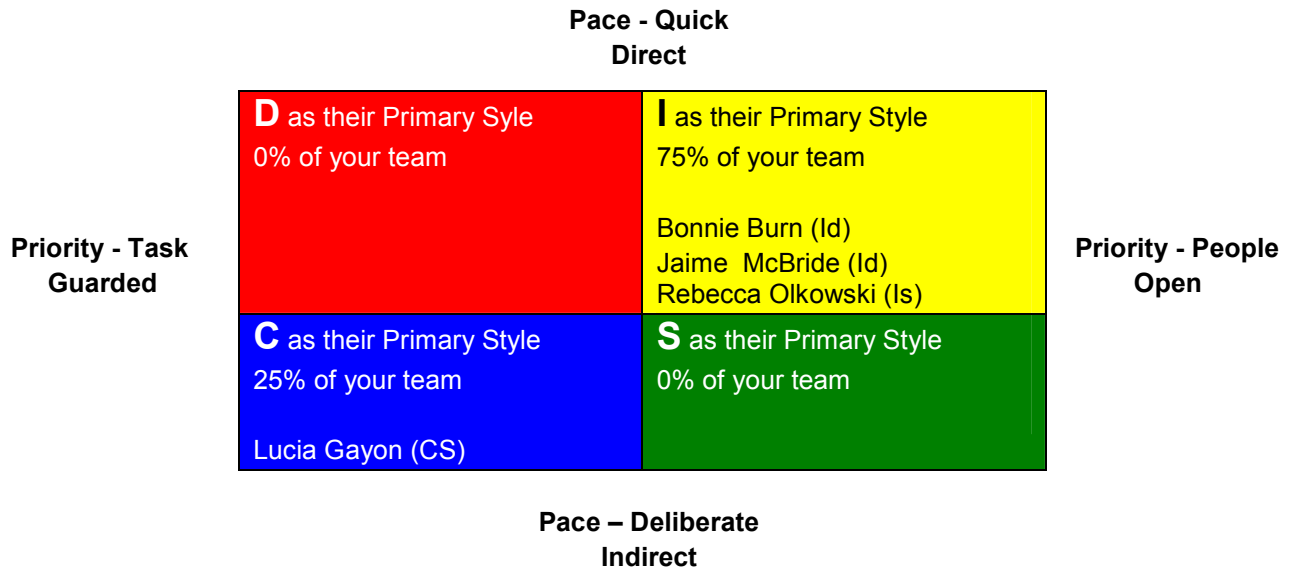 Pace - Quick
Direct
D as their Primary Syle
0% of your team
I as their Primary Style
75% of your team
Bonnie Burn (Id)
Jaime McBride (Id)
Rebecca Olkowski (Is)
Priority - Task
Guarded
Priority - People
Open
C as their Primary Style
25% of your team
Lucia Gayon (CS)
S as their Primary Style
0% of your team
Pace – Deliberate
Indirect